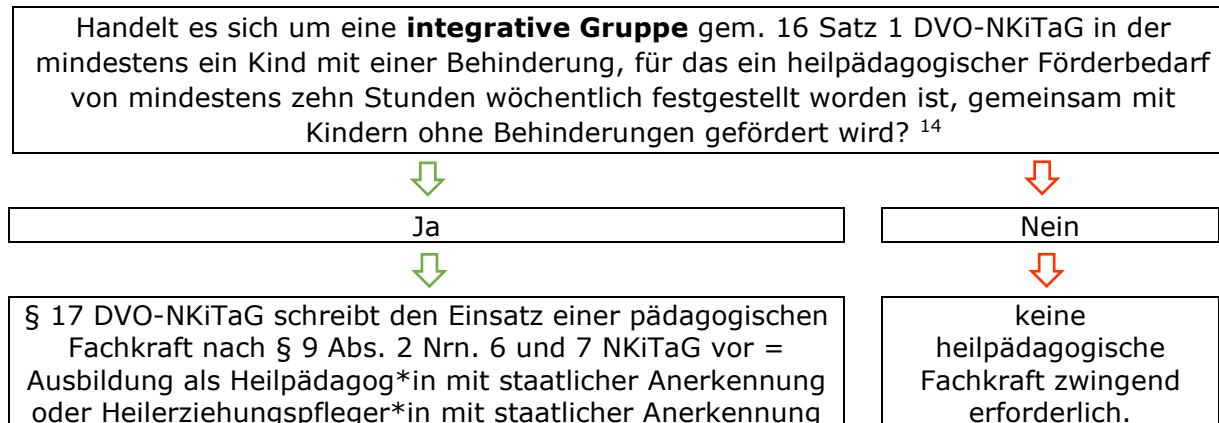 Handelt es sich um eine integrative Gruppe gem. 16 Satz 1 DVO-NKiTaG in der
mindestens ein Kind mit einer Behinderung, für das ein heilpädagogischer Förderbedarf
von mindestens zehn Stunden wöchentlich festgestellt worden ist, gemeinsam mit
Kindern ohne Behinderungen gefördert wird? 14
Ja
Nein
§ 17 DVO-NKiTaG schreibt den Einsatz einer pädagogischen
Fachkraft nach § 9 Abs. 2 Nrn. 6 und 7 NKiTaG vor =
Ausbildung als Heilpädagog*in mit staatlicher Anerkennung
oder Heilerziehungspfleger*in mit staatlicher Anerkennung
keine
heilpädagogische
Fachkraft zwingend
erforderlich.